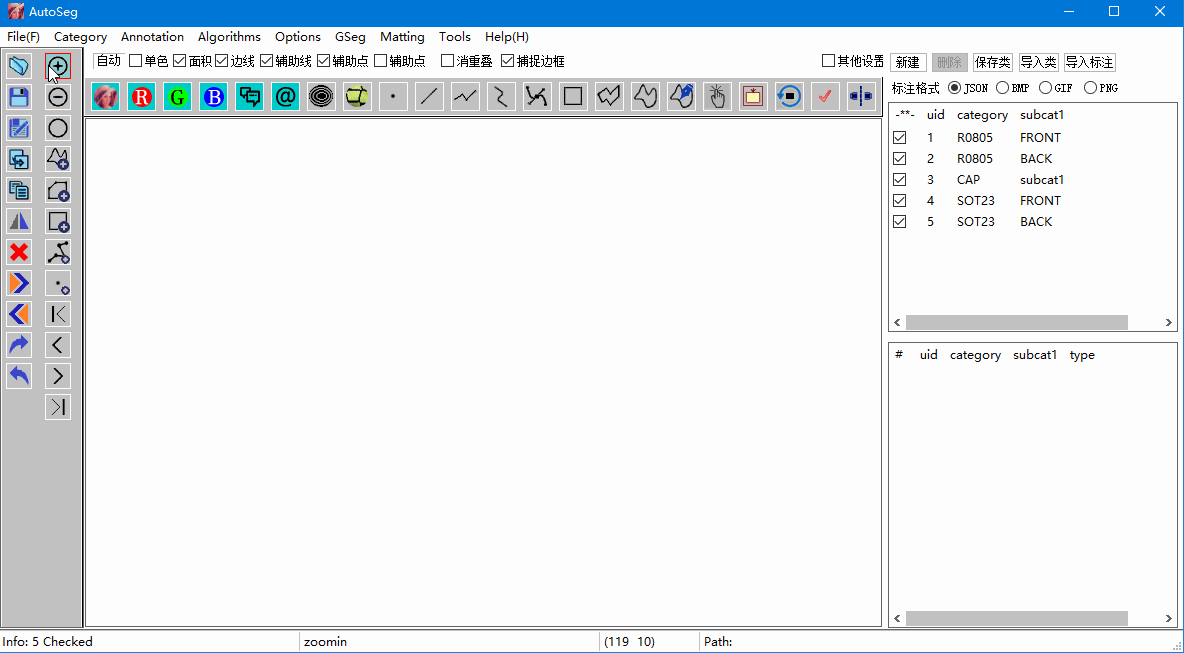 AutoSeg
File(F) Category Annotation Algorithms Options GSeg Matting Tools Help(H)
自动 单色 面积 边线 辅助线 辅助点 辅助点 消重叠 捕捉边框 其他设置 新建 删除 保存类 导入类 导入标注
R G B @
标注格式 JSON BMP GIF PNG
-**- uid category subcat1
1 R0805 FRONT
2 R0805 BACK
3 CAP subcat1
4 SOT23 FRONT
5 SOT23 BACK
# uid category subcat1 type
Info: 5 Checked zoomin (119 10) Path: